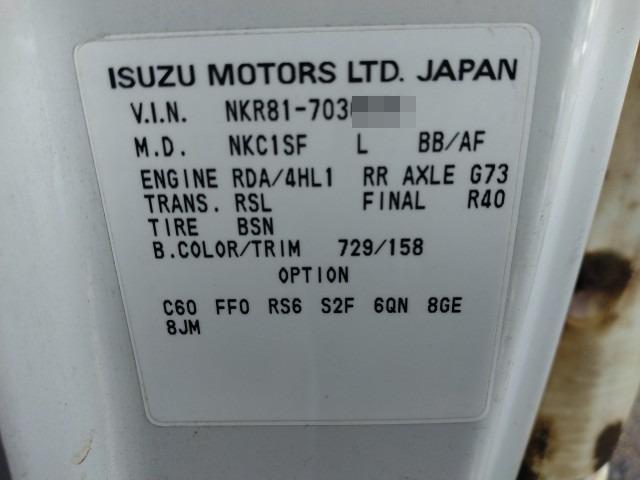 ISUZU MOTORS LTD. JAPAN
V.I.N. NKR81-703
M.D. NKC1SF L BB/AF
ENGINE RDA/4HL1 RR AXLE G73
TRANS. RSL FINAL R40
TIRE BSN
B.COLOR/TRIM 729/158
OPTION
C60 FF0 RS6 S2F 6QN 8GE
8JM